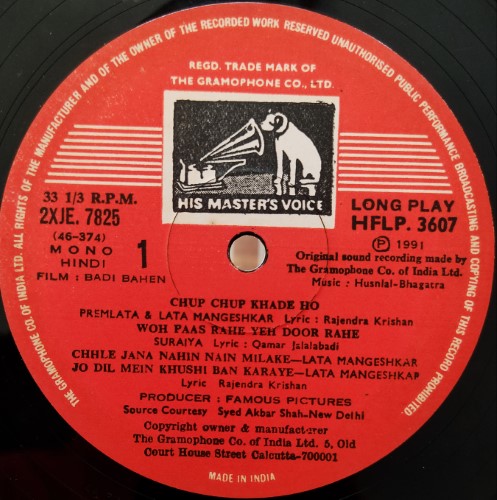 THE GRAMOPHONE CO. OF INDIA LTD. ALL RIGHTS OF THE MANUFACTURER AND OF THE OWNER OF THE RECORDED WORK RESERVED UNAUTHORISED PUBLIC PERFORMANCE BROADCASTING AND COPYING OF THIS RECORD PROHIBITED.
REGD. TRADE MARK OF
THE GRAMOPHONE CO., LTD.
HIS MASTER'S VOICE
33 1/3 R.P.M.
2XJE. 7825
(46-374)
MONO
HINDI
FILM : BADI BAHEN
1
LONG PLAY
HFLP. 3607
Ⓟ 1991
Original sound recording made by
The Gramophone Co. of India Ltd.
Music : Husnlal-Bhagatra
CHUP CHUP KHADE HO
PREMLATA & LATA MANGESHKAR Lyric : Rajendra Krishan
WOH PAAS RAHE YEH DOOR RAHE
SURAIYA Lyric : Qamar Jalalabadi
CHHLE JANA NAHIN NAIN MILAKE—LATA MANGESHKAR
JO DIL MEIN KHUSHI BAN KARAYE—LATA MANGESHKAR
Lyric Rajendra Krishan
PRODUCER : FAMOUS PICTURES
Source Courtesy Syed Akbar Shah-New Delhi
Copyright owner & manufacturer
The Gramophone Co. of India Ltd. 5, Old
Court House Street Calcutta-700001
MADE IN INDIA